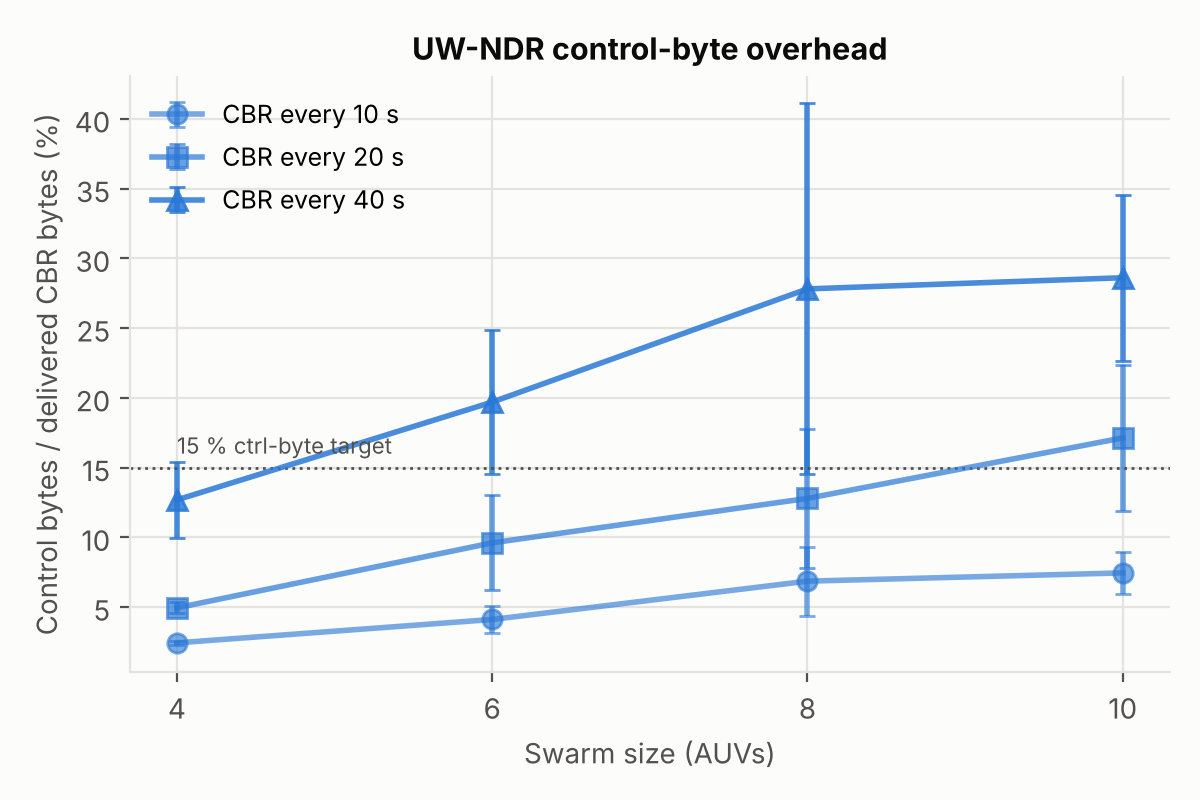 UW-NDR control-byte overhead
CBR every 10 s
CBR every 20 s
CBR every 40 s
Control bytes / delivered CBR bytes (%)
40
35
30
25
20
15
10
5
15 % ctrl-byte target
4 6 8 10
Swarm size (AUVs)